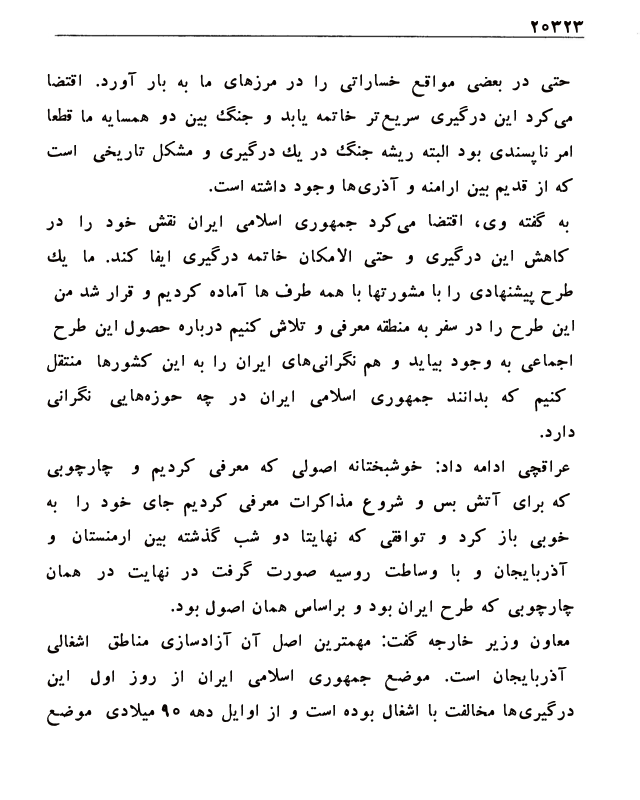 ۲۰۳۲۳
حتی در بعضی مواقع خساراتی را در مرزهای ما به بار آورد. اقتضا
می‌کرد این درگیری سریع‌تر خاتمه یابد و جنگ بین دو همسایه ما قطعا
امر ناپسندی بود البته ریشه جنگ در یك درگیری و مشکل تاریخی است
که از قدیم بین ارامنه و آذری‌ها وجود داشته است.
به گفته وی، اقتضا می‌کرد جمهوری اسلامی ایران نقش خود را در
کاهش این درگیری و حتی الامکان خاتمه درگیری ایفا کند. ما یك
طرح پیشنهادی را با مشورتها با همه طرف ها آماده کردیم و قرار شد من
این طرح را در سفر به منطقه معرفی و تلاش کنیم درباره حصول این طرح
اجماعی به وجود بیاید و هم نگرانی‌های ایران را به این کشورها منتقل
کنیم که بدانند جمهوری اسلامی ایران در چه حوزه‌هایی نگرانی
دارد.
عراقچی ادامه داد: خوشبختانه اصولی که معرفی کردیم و چارچوبی
که برای آتش بس و شروع مذاکرات معرفی کردیم جای خود را به
خوبی باز کرد و توافقی که نهایتا دو شب گذشته بین ارمنستان و
آذربایجان و با وساطت روسیه صورت گرفت در نهایت در همان
چارچوبی که طرح ایران بود و براساس همان اصول بود.
معاون وزیر خارجه گفت: مهمترین اصل آن آزادسازی مناطق اشغالی
آذربایجان است. موضع جمهوری اسلامی ایران از روز اول این
درگیری‌ها مخالفت با اشغال بوده است و از اوایل دهه ۹۰ میلادی موضع